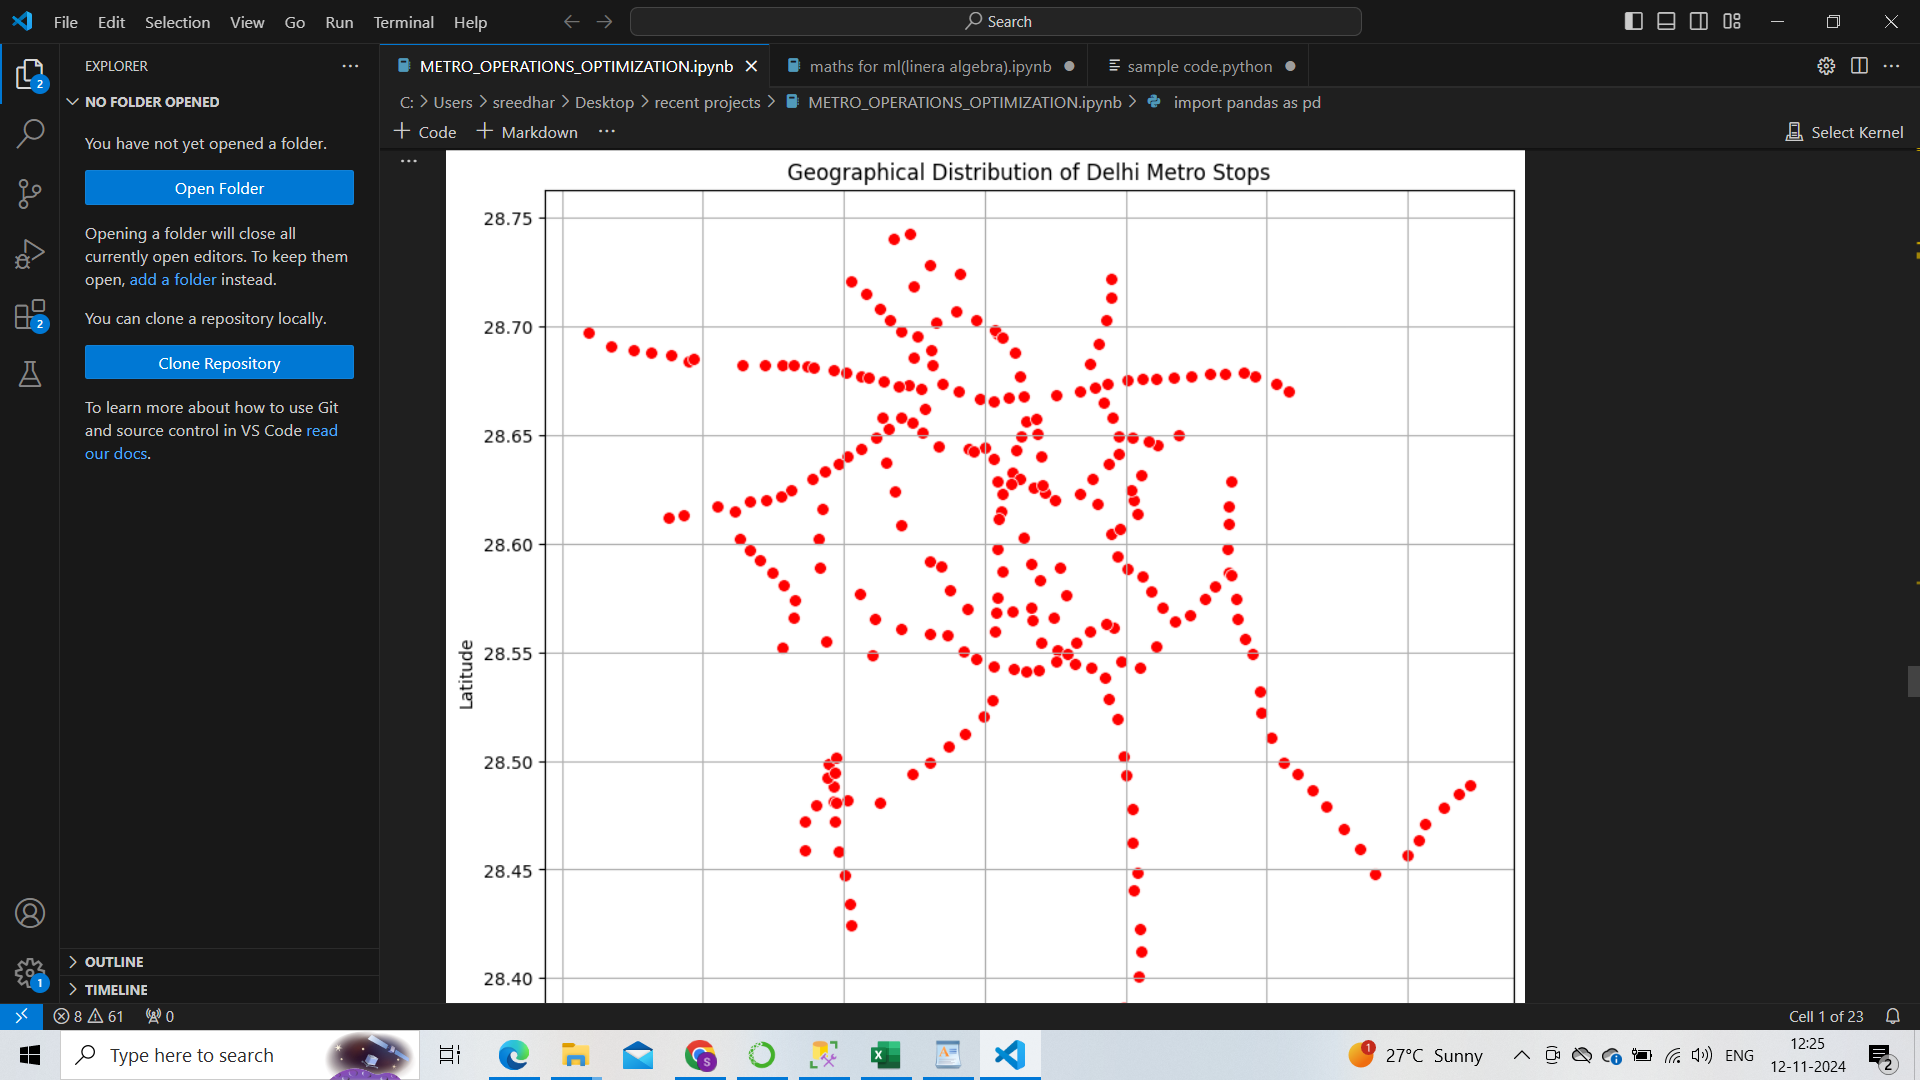 File Edit Selection View Go Run Terminal Help
Search
EXPLORER
NO FOLDER OPENED
You have not yet opened a folder.
Open Folder
Opening a folder will close all
currently open editors. To keep them
open, add a folder instead.
You can clone a repository locally.
Clone Repository
To learn more about how to use Git
and source control in VS Code read
our docs.
OUTLINE
TIMELINE
METRO_OPERATIONS_OPTIMIZATION.ipynb
maths for ml(linera algebra).ipynb
sample code.python
C: > Users > sreedhar > Desktop > recent projects > METRO_OPERATIONS_OPTIMIZATION.ipynb > import pandas as pd
+ Code + Markdown ...
Select Kernel
Geographical Distribution of Delhi Metro Stops
28.75
28.70
28.65
28.60
28.55
28.50
28.45
28.40
Latitude
2
2
1
8 61 0
Cell 1 of 23
Type here to search
S
X
1
27°C Sunny
ENG
12:25
12-11-2024
2